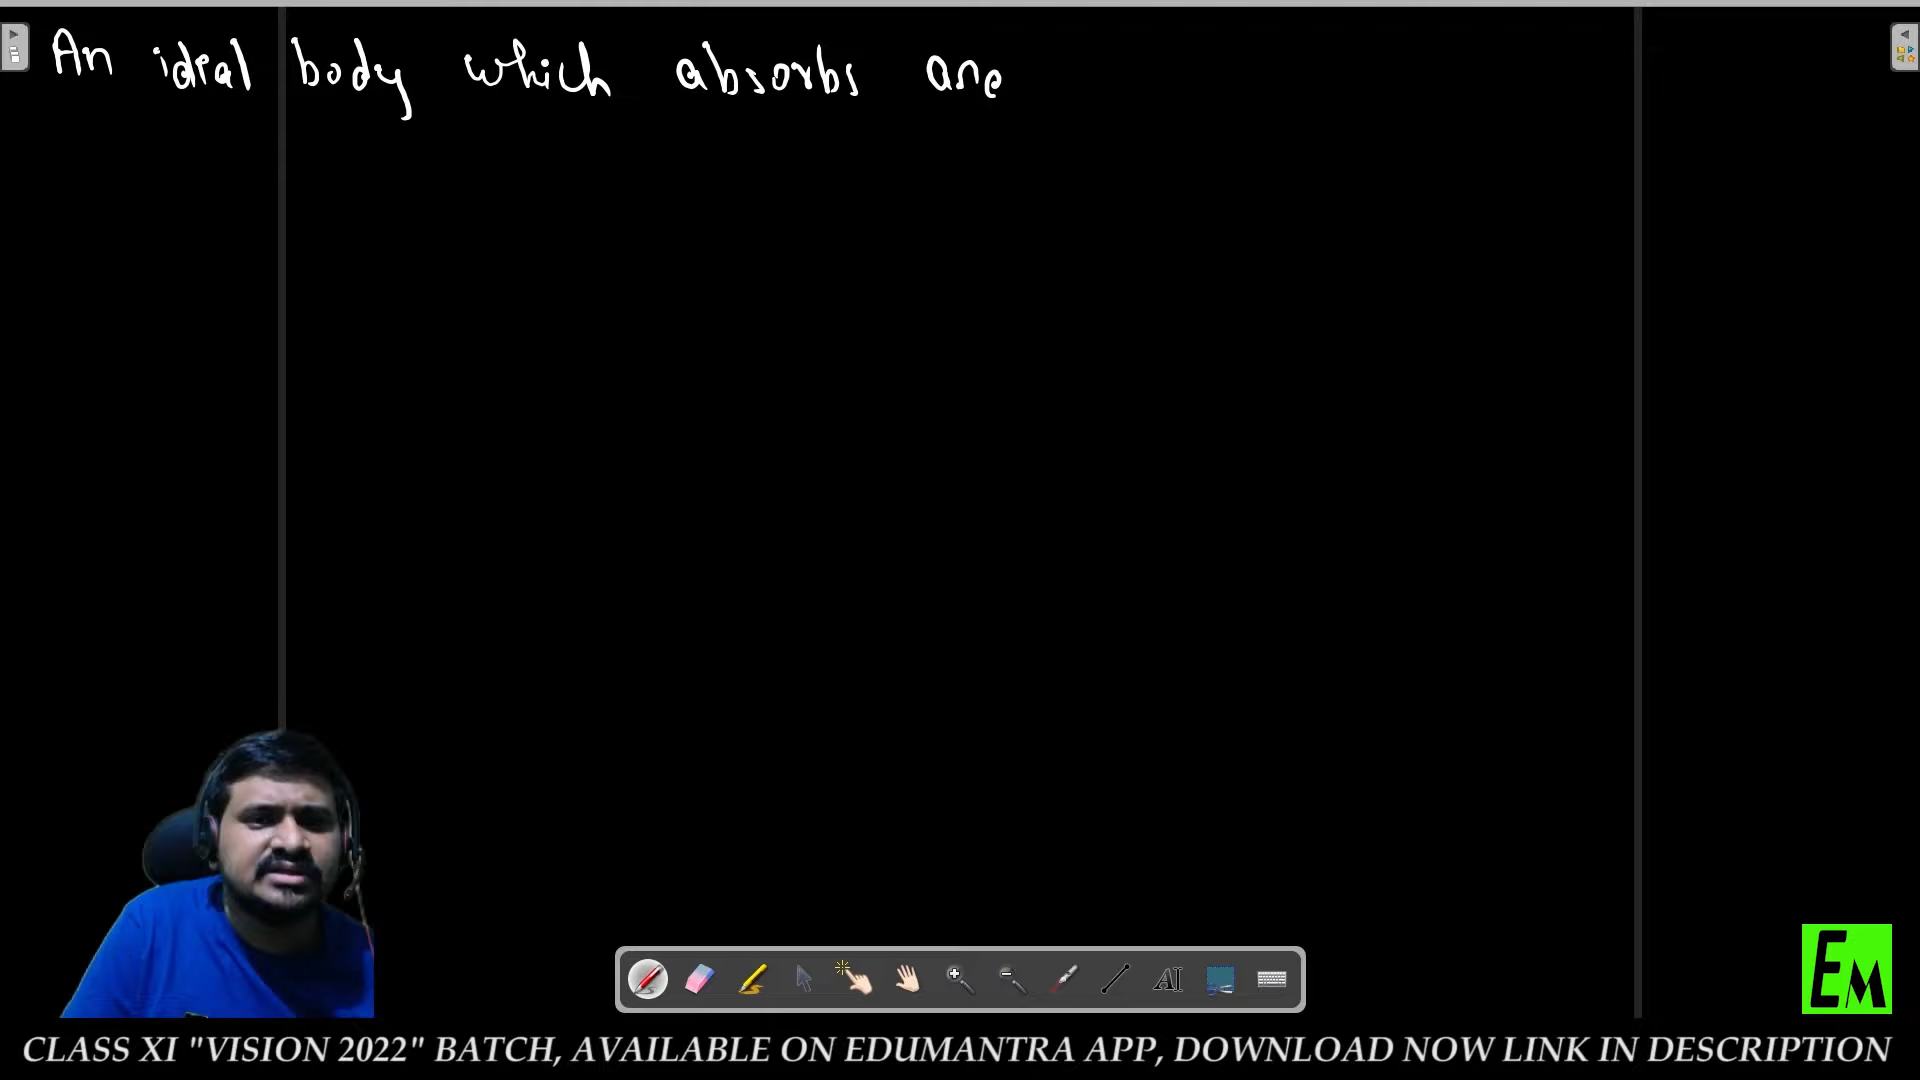 An ideal body which absorbs ane
EM
CLASS XI "VISION 2022" BATCH, AVAILABLE ON EDUMANTRA APP, DOWNLOAD NOW LINK IN DESCRIPTION